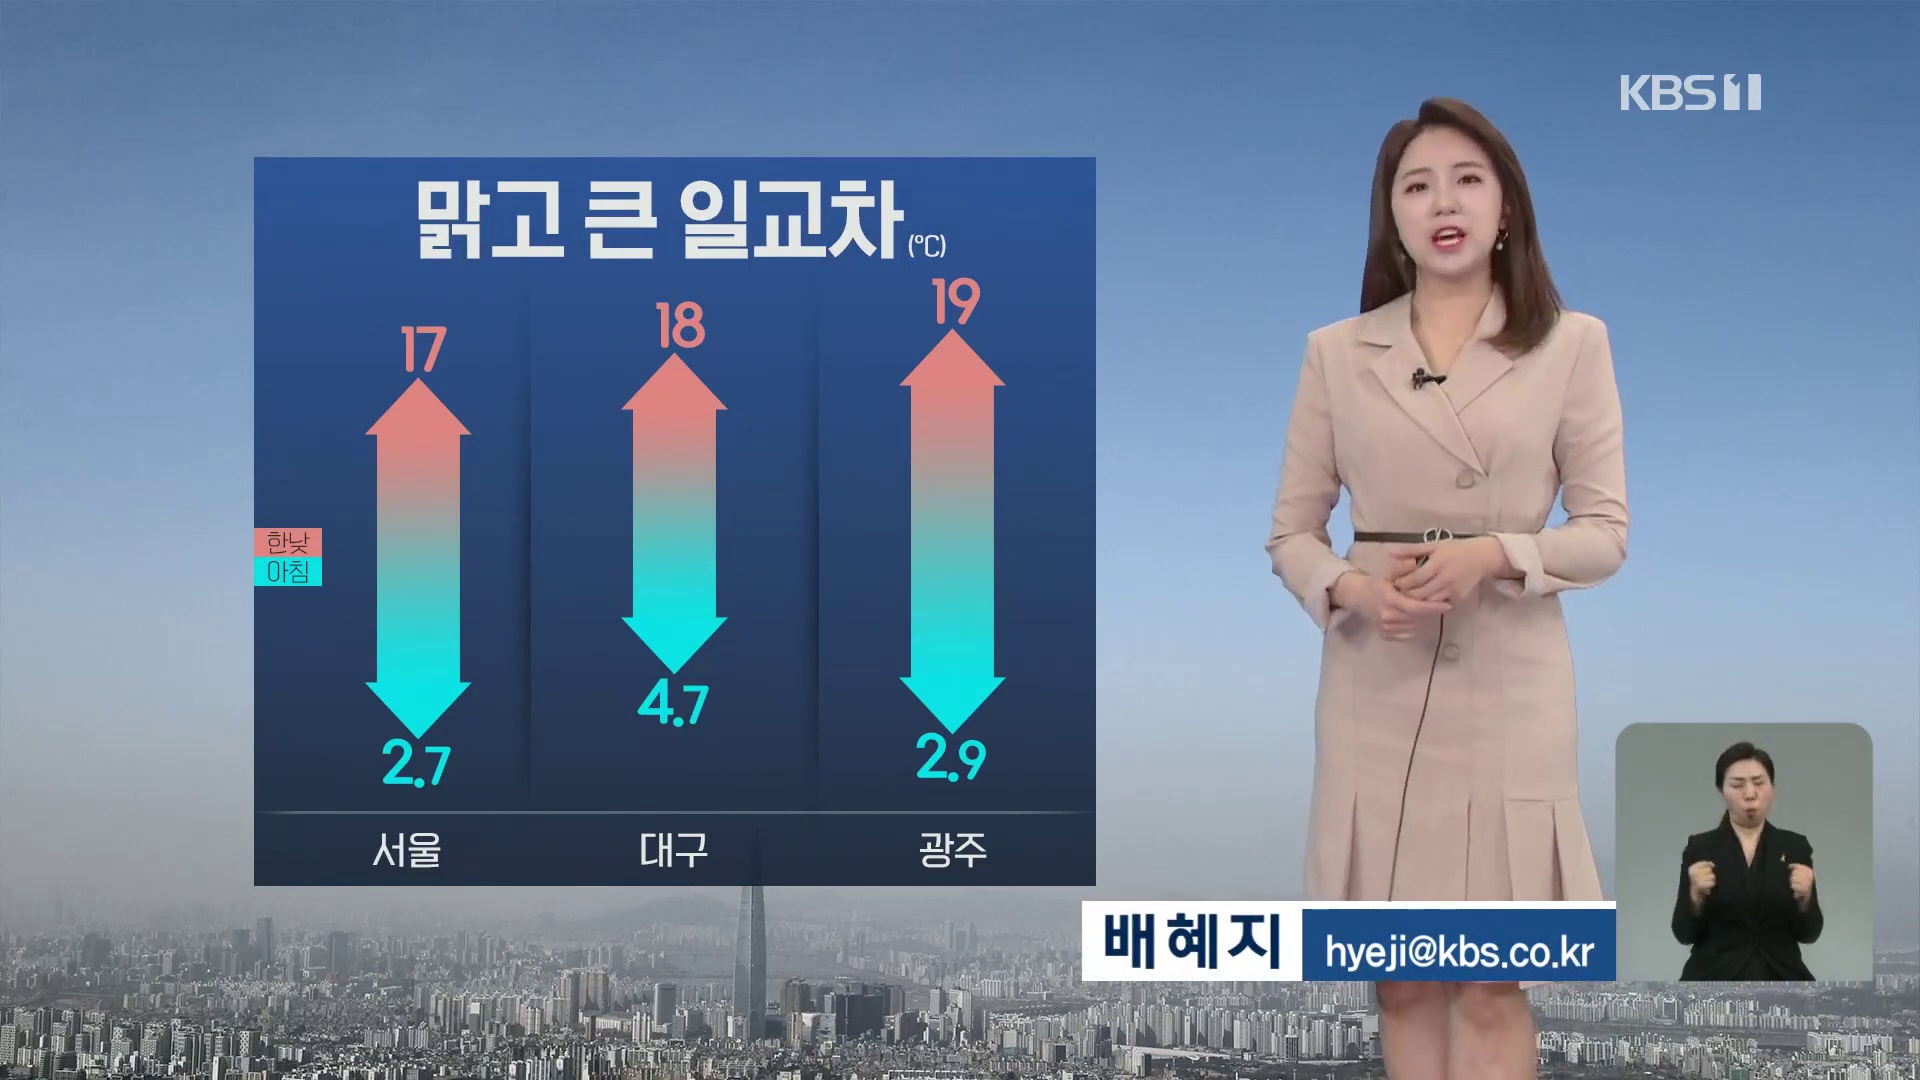 KBS 1
맑고 큰 일교차 (℃)
17
18
19
한낮
아침
2.7
4.7
2.9
서울
대구
광주
배혜지
hyeji@kbs.co.kr